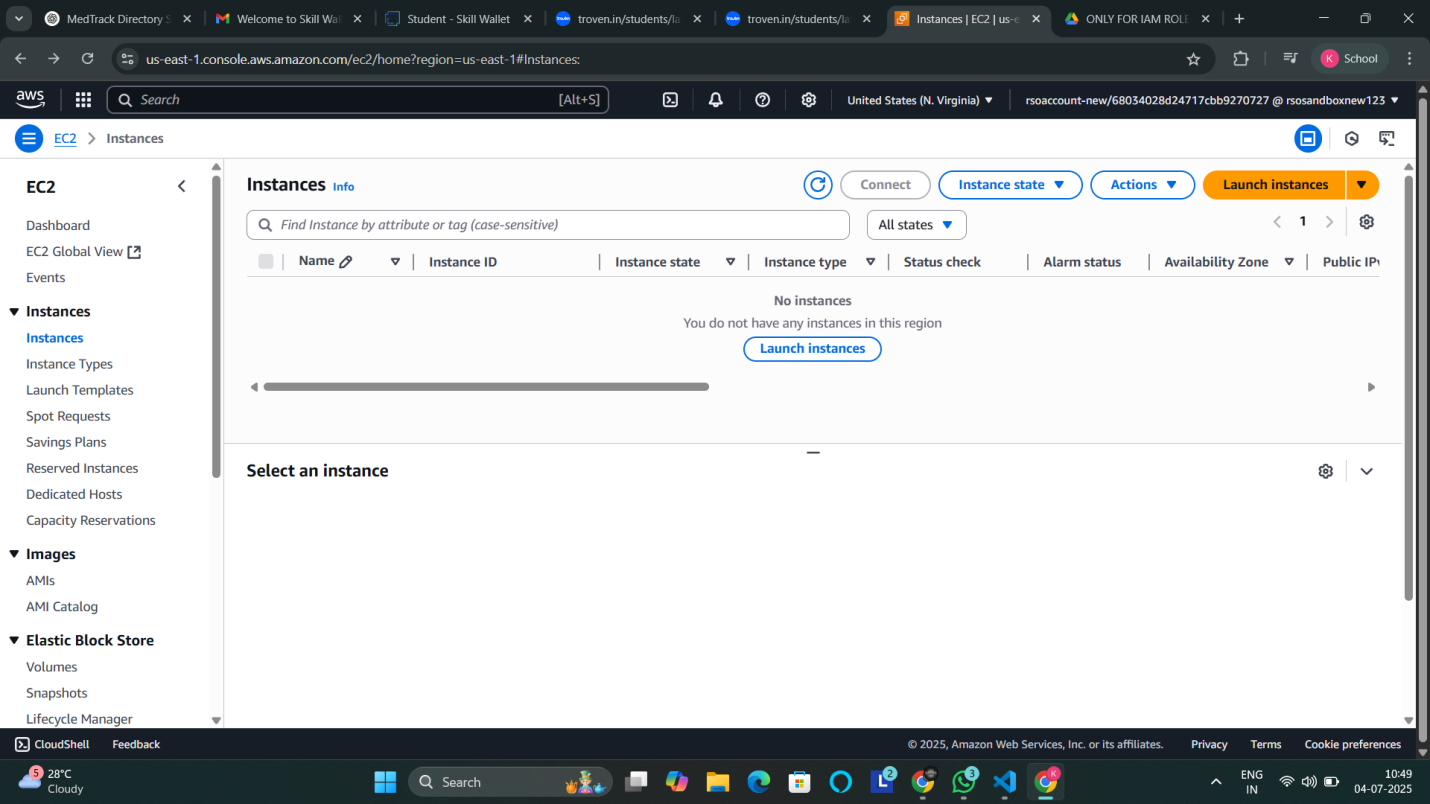 MedTrack Directory S
Welcome to Skill Wal
Student - Skill Wallet
troven.in/students/la
troven.in/students/la
Instances | EC2 | us-e
ONLY FOR IAM ROLE
us-east-1.console.aws.amazon.com/ec2/home?region=us-east-1#Instances:
K School
aws
Search [Alt+S]
United States (N. Virginia)
rsoaccount-new/68034028d24717cbb9270727 @ rsosandboxnew123
EC2 Instances
EC2
Dashboard
EC2 Global View
Events
Instances
Instances
Instance Types
Launch Templates
Spot Requests
Savings Plans
Reserved Instances
Dedicated Hosts
Capacity Reservations
Images
AMIs
AMI Catalog
Elastic Block Store
Volumes
Snapshots
Lifecycle Manager
Instances Info
Connect
Instance state
Actions
Launch instances
Find Instance by attribute or tag (case-sensitive)
All states
1
Name
Instance ID
Instance state
Instance type
Status check
Alarm status
Availability Zone
Public IPv
No instances
You do not have any instances in this region
Launch instances
Select an instance
CloudShell Feedback
© 2025, Amazon Web Services, Inc. or its affiliates. Privacy Terms Cookie preferences
5
28°C
Cloudy
Search
L 2
3
K
ENG
IN
10:49
04-07-2025